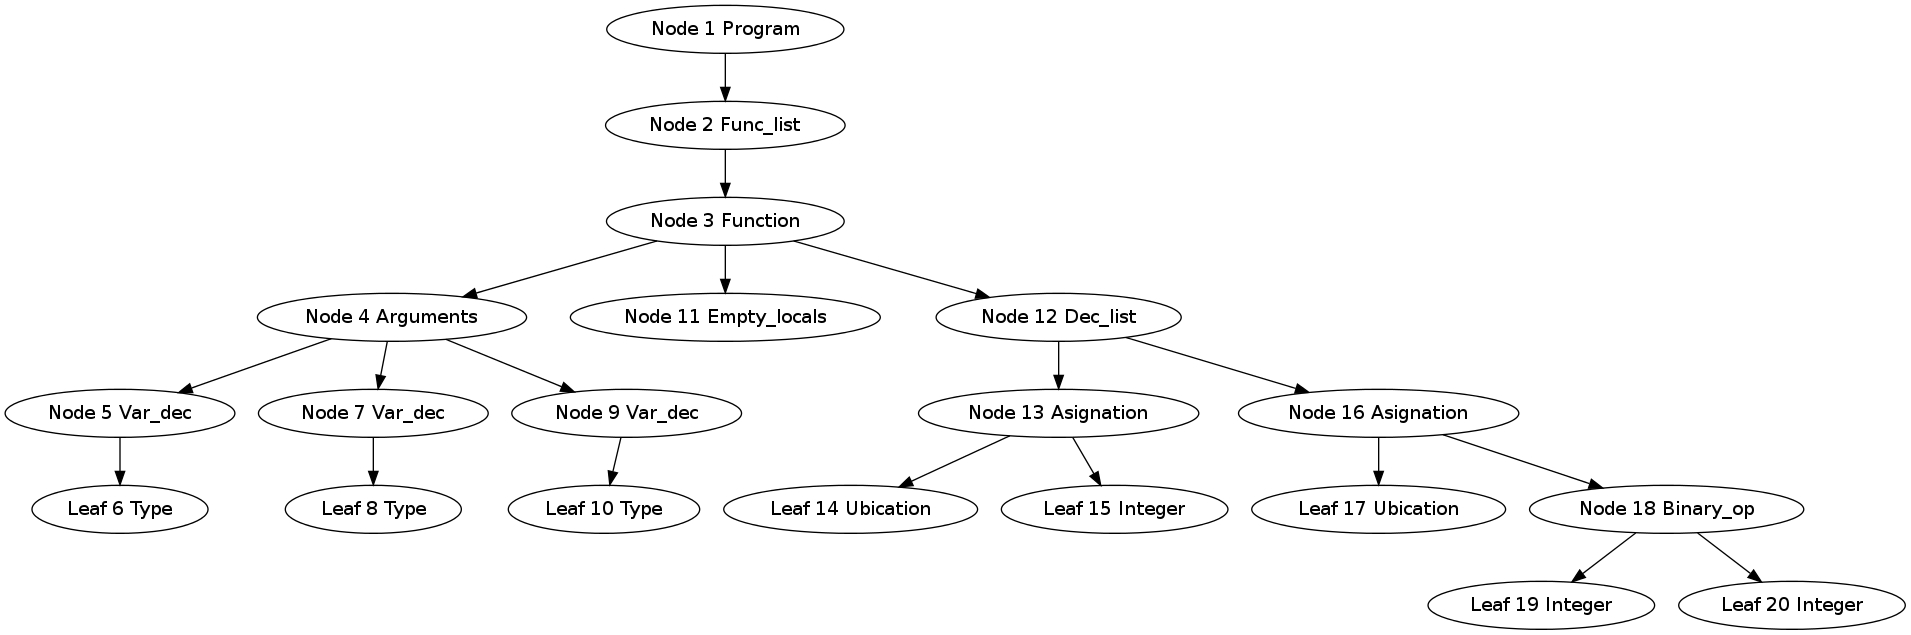 Node 1 Program
Node 2 Func_list
Node 3 Function
Node 4 Arguments
Node 11 Empty_locals
Node 12 Dec_list
Node 5 Var_dec
Node 7 Var_dec
Node 9 Var_dec
Node 13 Asignation
Node 16 Asignation
Leaf 6 Type
Leaf 8 Type
Leaf 10 Type
Leaf 14 Ubication
Leaf 15 Integer
Leaf 17 Ubication
Node 18 Binary_op
Leaf 19 Integer
Leaf 20 Integer